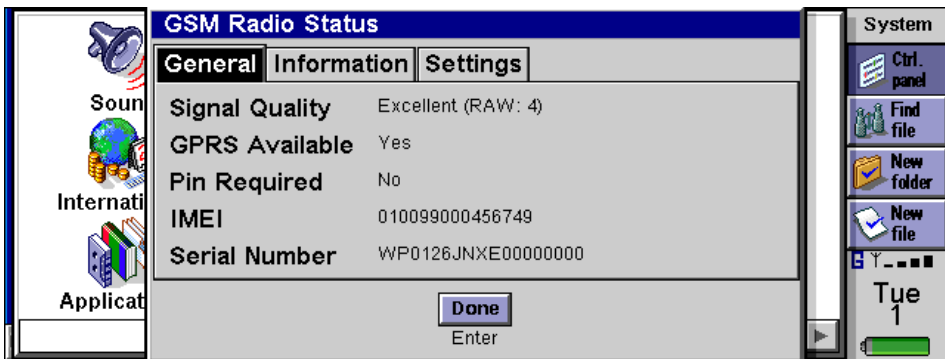 GSM Radio Status
General Information Settings
Signal Quality Excellent (RAW: 4)
GPRS Available Yes
Pin Required No
IMEI 010099000456749
Serial Number WP0126JNXE00000000
Done
Enter
Soun
Internati
Applicat
System
Ctrl.
panel
Find
file
New
folder
New
file
G
Tue
1